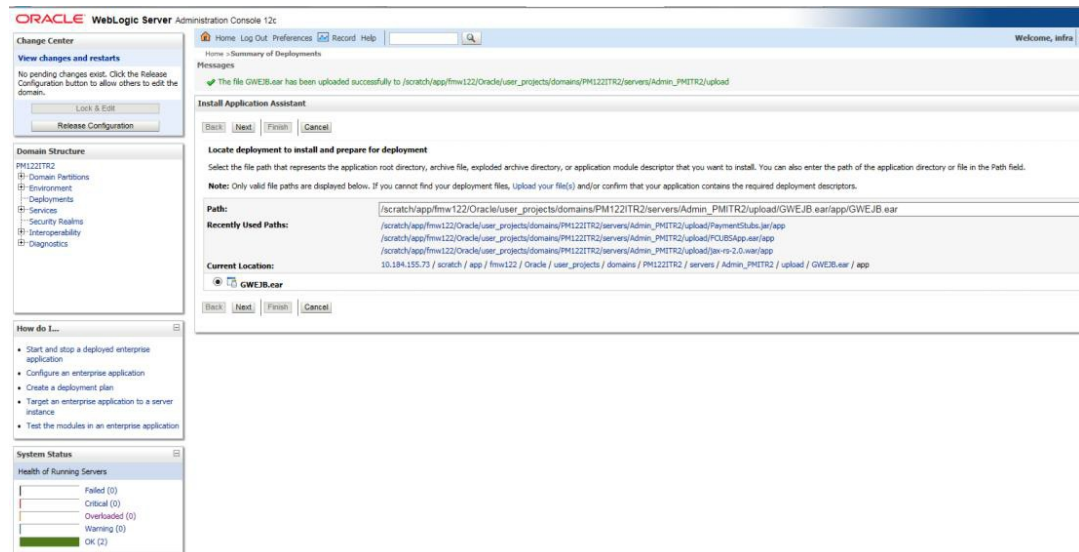 ORACLE WebLogic Server Administration Console 12c
Change Center
View changes and restarts
No pending changes exist. Click the Release
Configuration button to allow others to edit the
domain.
Lock & Edit
Release Configuration
Domain Structure
PM122ITR2
Domain Partitions
Environment
Deployments
Services
Security Realms
Interoperability
Diagnostics
How do I...
Start and stop a deployed enterprise
application
Configure an enterprise application
Create a deployment plan
Target an enterprise application to a server
instance
Test the modules in an enterprise application
System Status
Health of Running Servers
Failed (0)
Critical (0)
Overloaded (0)
Warning (0)
OK (2)
Home Log Out Preferences Record Help
Welcome, infra
Home >Summary of Deployments
Messages
The file GWEJB.ear has been uploaded successfully to /scratch/app/fmw122/Oracle/user_projects/domains/PM122ITR2/servers/Admin_PMITR2/upload
Install Application Assistant
Back Next Finish Cancel
Locate deployment to install and prepare for deployment
Select the file path that represents the application root directory, archive file, exploded archive directory, or application module descriptor that you want to install. You can also enter the path of the application directory or file in the Path field.
Note: Only valid file paths are displayed below. If you cannot find your deployment files, Upload your file(s) and/or confirm that your application contains the required deployment descriptors.
Path: /scratch/app/fmw122/Oracle/user_projects/domains/PM122ITR2/servers/Admin_PMITR2/upload/GWEJB.ear/app/GWEJB.ear
Recently Used Paths: /scratch/app/fmw122/Oracle/user_projects/domains/PM122ITR2/servers/Admin_PMITR2/upload/PaymentStubs.jar/app
/scratch/app/fmw122/Oracle/user_projects/domains/PM122ITR2/servers/Admin_PMITR2/upload/FCUBSApp.ear/app
/scratch/app/fmw122/Oracle/user_projects/domains/PM122ITR2/servers/Admin_PMITR2/upload/jax-rs-2.0.war/app
Current Location: 10.184.155.73 / scratch / app / fmw122 / Oracle / user_projects / domains / PM122ITR2 / servers / Admin_PMITR2 / upload / GWEJB.ear / app
GWEJB.ear
Back Next Finish Cancel